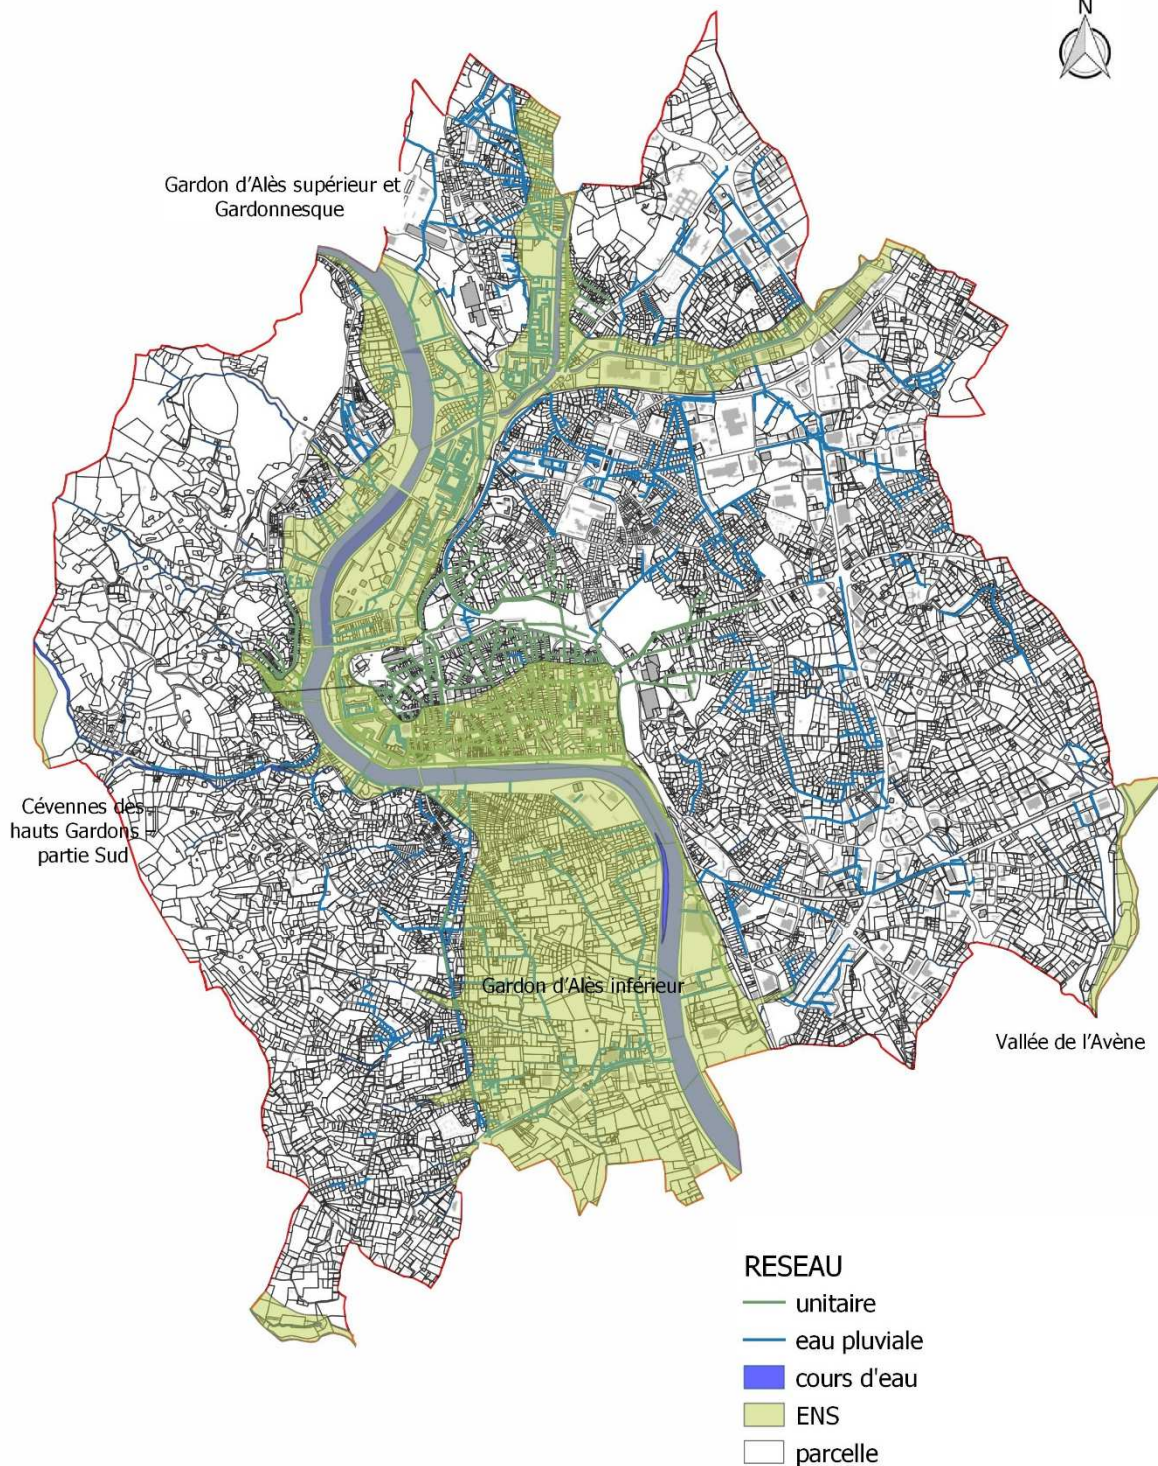 N
Gardon d'Alès supérieur et
Gardonnesque
Cévennes des
hauts Gardons –
partie Sud
Gardon d'Alès inférieur
Vallée de l'Avène
RESEAU
unitaire
eau pluviale
cours d'eau
ENS
parcelle